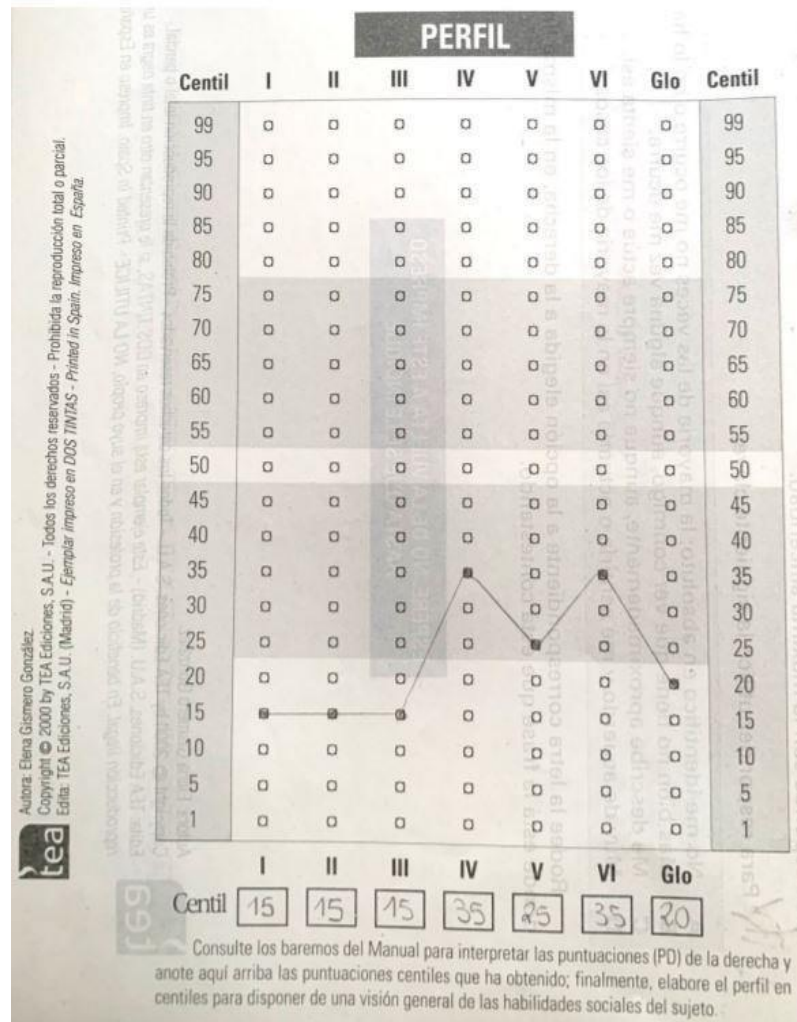 PERFIL
Centil I II III IV V VI Glo Centil
99 99
95 95
90 90
85 85
80 80
75 75
70 70
65 65
60 60
55 55
50 50
45 45
40 40
35 35
30 30
25 25
20 20
15 15
10 10
5 5
1 1
I II III IV V VI Glo
Centil 15 15 15 35 25 35 20
Consulte los baremos del Manual para interpretar las puntuaciones (PD) de la derecha y
anote aquí arriba las puntuaciones centiles que ha obtenido; finalmente, elabore el perfil en
centiles para disponer de una visión general de las habilidades sociales del sujeto.
Autora: Elena Gismero González
Copyright © 2000 by TEA Ediciones, S.A.U. - Todos los derechos reservados - Prohibida la reproducción total o parcial.
Edita: TEA Ediciones, S.A.U. (Madrid) - Ejemplar impreso en DOS TINTAS - Printed in Spain. Impreso en España.
tea